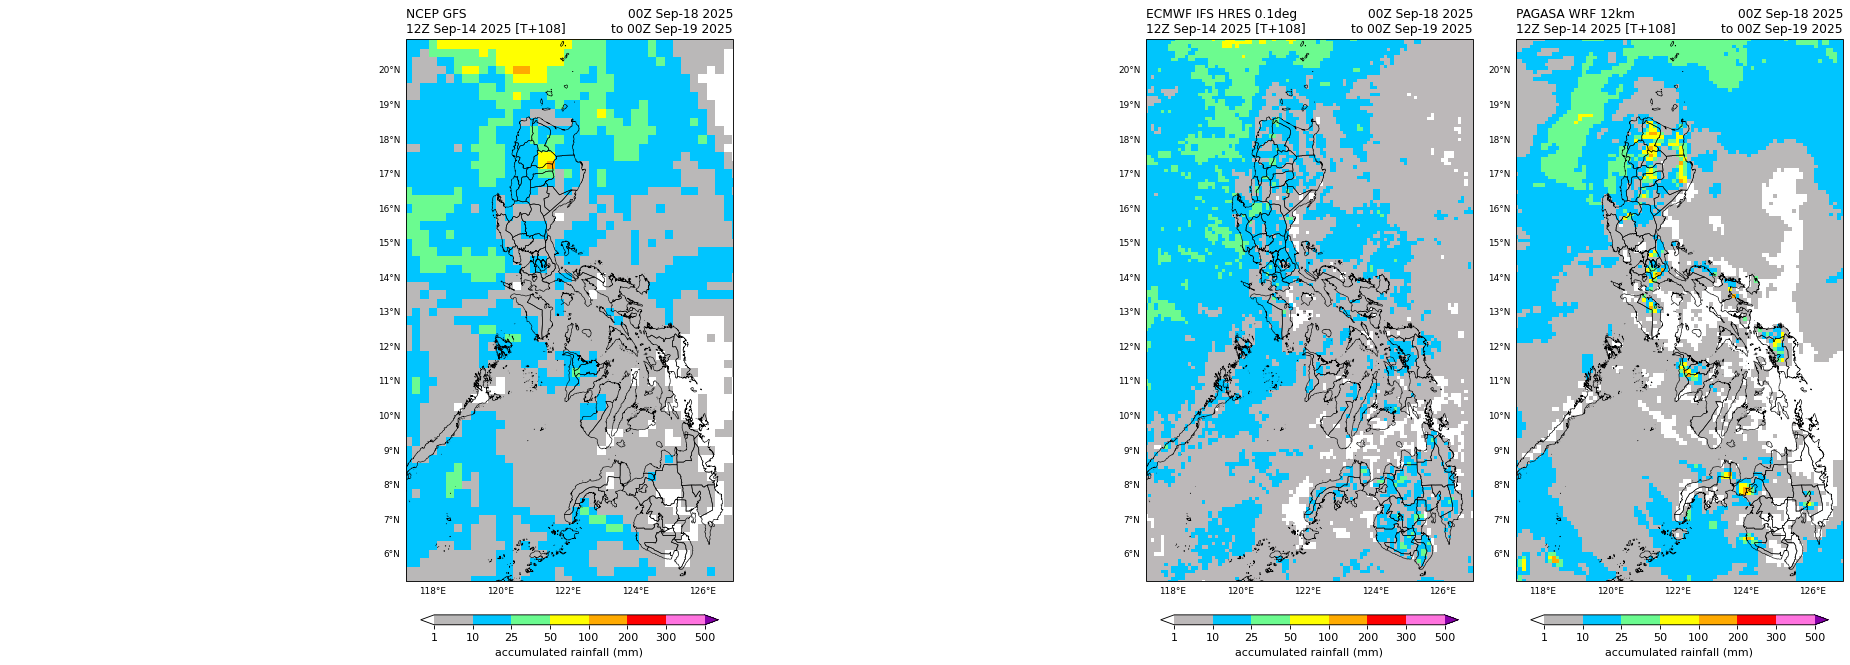 NCEP GFS 00Z Sep-18 2025
12Z Sep-14 2025 [T+108] to 00Z Sep-19 2025
20°N
19°N
18°N
17°N
16°N
15°N
14°N
13°N
12°N
11°N
10°N
9°N
8°N
7°N
6°N
118°E 120°E 122°E 124°E 126°E
1 10 25 50 100 200 300 500
accumulated rainfall (mm)
ECMWF IFS HRES 0.1deg 00Z Sep-18 2025
12Z Sep-14 2025 [T+108] to 00Z Sep-19 2025
20°N
19°N
18°N
17°N
16°N
15°N
14°N
13°N
12°N
11°N
10°N
9°N
8°N
7°N
6°N
118°E 120°E 122°E 124°E 126°E
1 10 25 50 100 200 300 500
accumulated rainfall (mm)
PAGASA WRF 12km 00Z Sep-18 2025
12Z Sep-14 2025 [T+108] to 00Z Sep-19 2025
20°N
19°N
18°N
17°N
16°N
15°N
14°N
13°N
12°N
11°N
10°N
9°N
8°N
7°N
6°N
118°E 120°E 122°E 124°E 126°E
1 10 25 50 100 200 300 500
accumulated rainfall (mm)